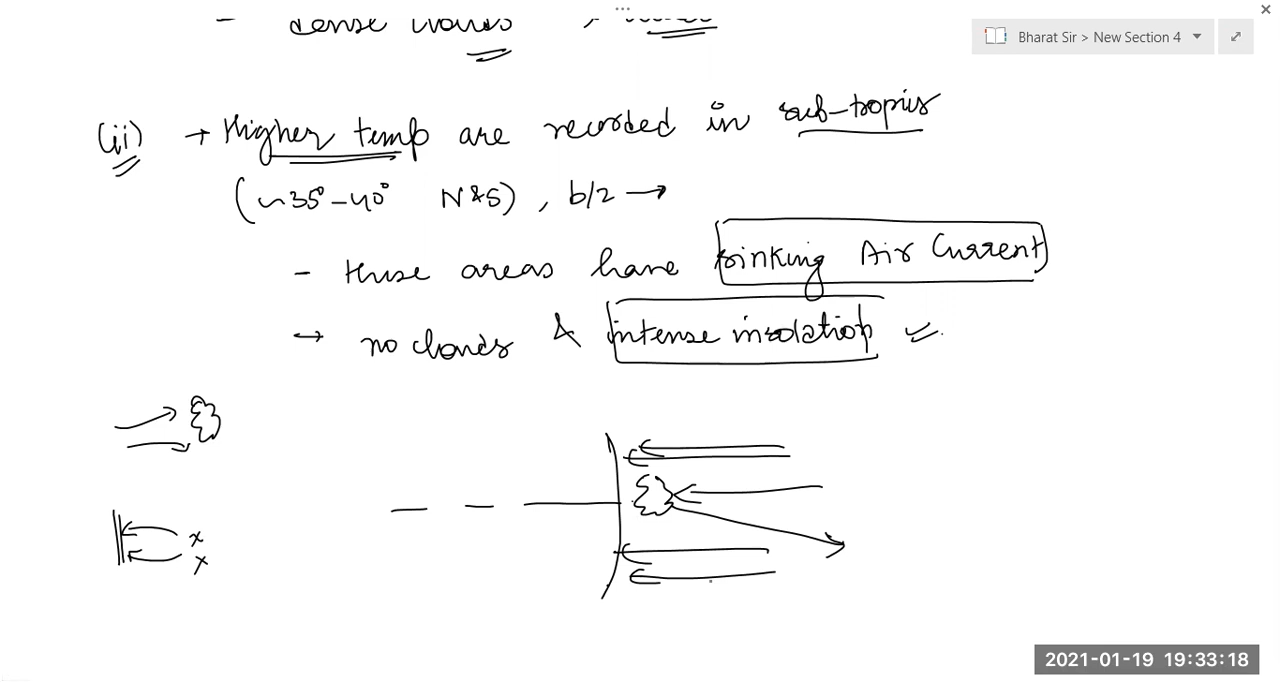 - dense
Bharat Sir > New Section 4
(ii) → Higher temp are recorded in sub-tropics
(~35° - 40° N & S) , b/z →
- these areas have sinking Air Current
→ no clouds & intense insolation
x
x
2021-01-19 19:33:18